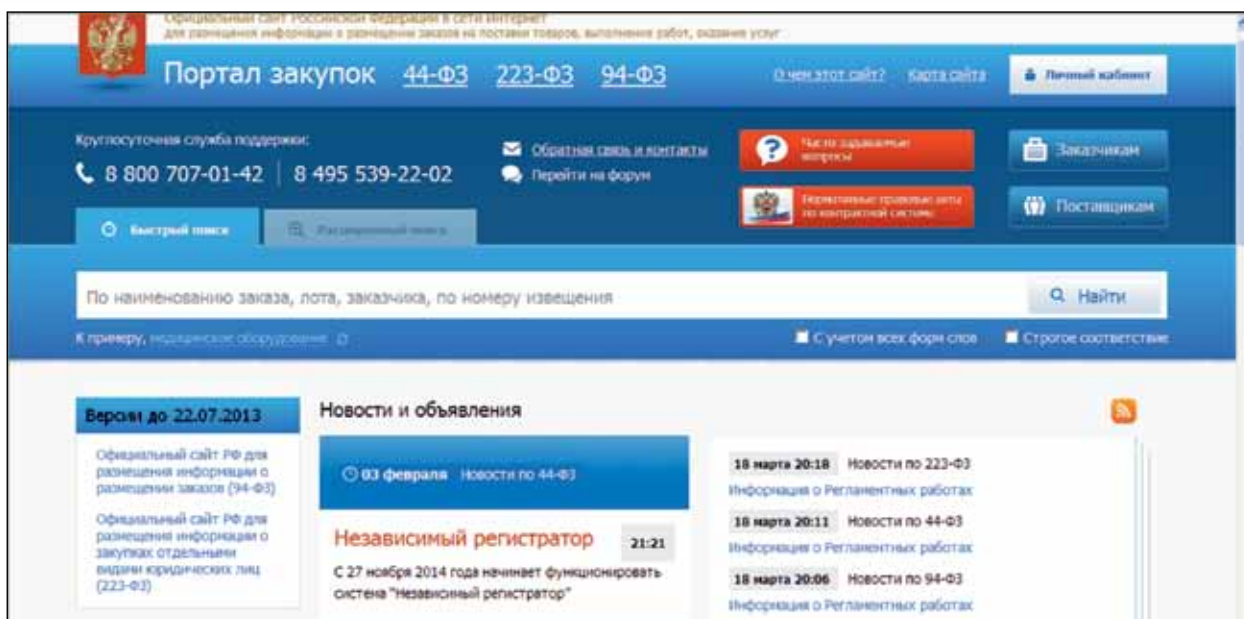 Официальный сайт Российской Федерации в сети Интернет
для размещения информации о размещении заказов на поставки товаров, выполнение работ, оказание услуг
Портал закупок 44-ФЗ 223-ФЗ 94-ФЗ
О чем этот сайт? Карта сайта Личный кабинет
Круглосуточная служба поддержки:
8 800 707-01-42 | 8 495 539-22-02
Обратная связь и контакты
Перейти на форум
Часто задаваемые
вопросы
Нормативные правовые акты
по контрактной системе
Заказчикам
Поставщикам
Быстрый поиск Расширенный поиск
По наименованию заказа, лота, заказчика, по номеру извещения Найти
К примеру, медицинское оборудование С учетом всех форм слов Строгое соответствие
Версии до 22.07.2013
Официальный сайт РФ для
размещения информации о
размещении заказов (94-ФЗ)
Официальный сайт РФ для
размещения информации о
закупках отдельными
видами юридических лиц
(223-ФЗ)
Новости и объявления
03 февраля Новости по 44-ФЗ
Независимый регистратор 21:21
С 27 ноября 2014 года начинает функционировать
система "Независимый регистратор"
18 марта 20:18 Новости по 223-ФЗ
Информация о Регламентных работах
18 марта 20:11 Новости по 44-ФЗ
Информация о Регламентных работах
18 марта 20:06 Новости по 94-ФЗ
Информация о Регламентных работах